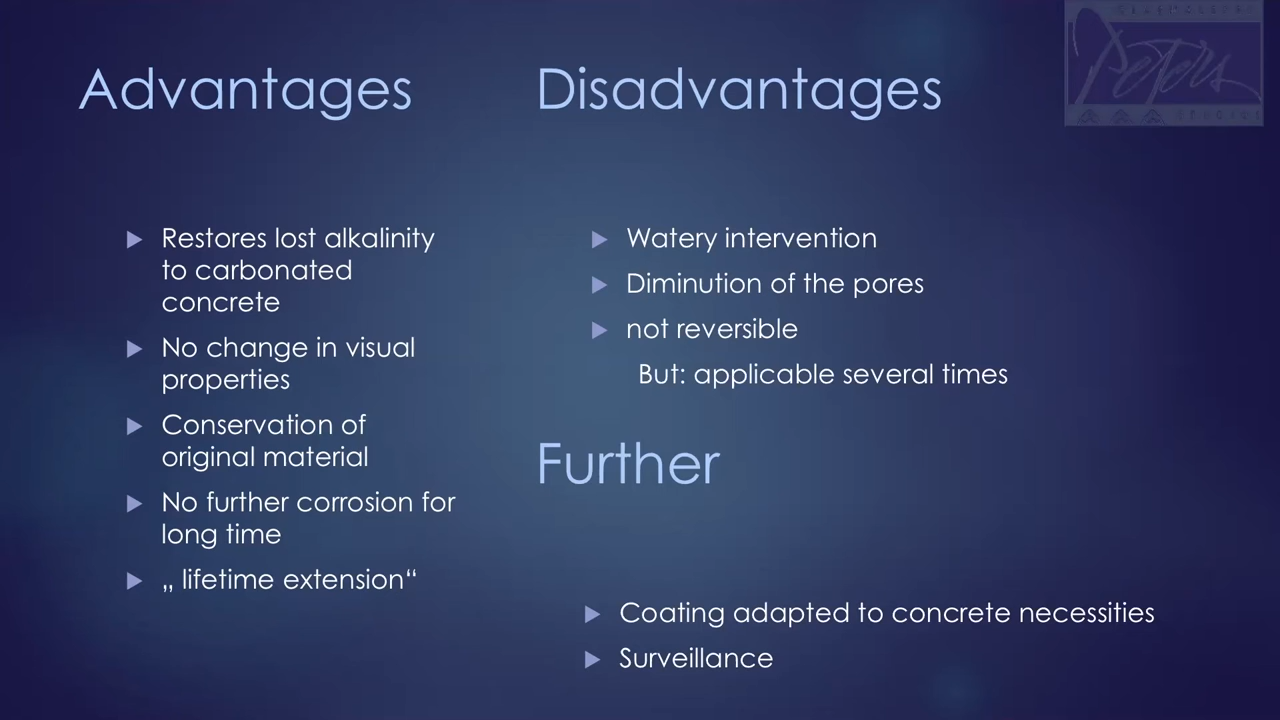 Advantages
Restores lost alkalinity
to carbonated
concrete
No change in visual
properties
Conservation of
original material
No further corrosion for
long time
„ lifetime extension“
Disadvantages
Watery intervention
Diminution of the pores
not reversible
But: applicable several times
Further
Coating adapted to concrete necessities
Surveillance
Peters